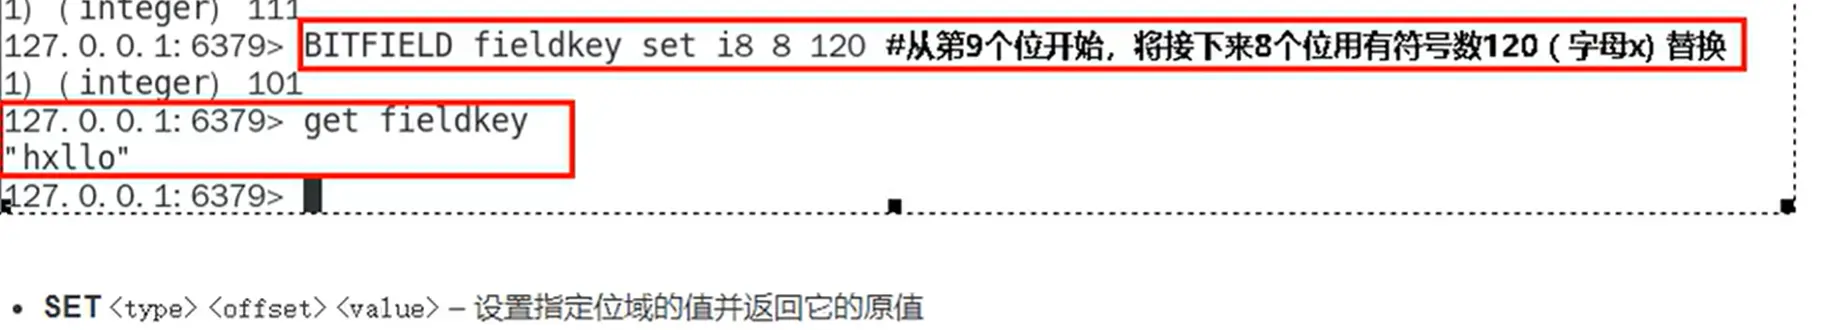 1) (integer) 111
127.0.0.1:6379> BITFIELD fieldkey set i8 8 120 #从第9个位开始，将接下来8个位用有符号数120 (字母x) 替换
1) (integer) 101
127.0.0.1:6379> get fieldkey
"hxllo"
127.0.0.1:6379>
• SET <type> <offset> <value> – 设置指定位域的值并返回它的原值